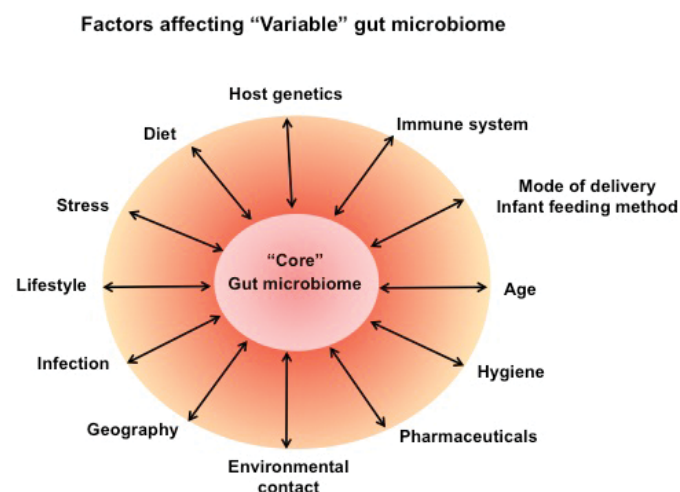 Factors affecting “Variable” gut microbiome
Host genetics
Immune system
Diet
Mode of delivery
Infant feeding method
Stress
“Core”
Gut microbiome
Lifestyle
Age
Infection
Hygiene
Geography
Pharmaceuticals
Environmental
contact